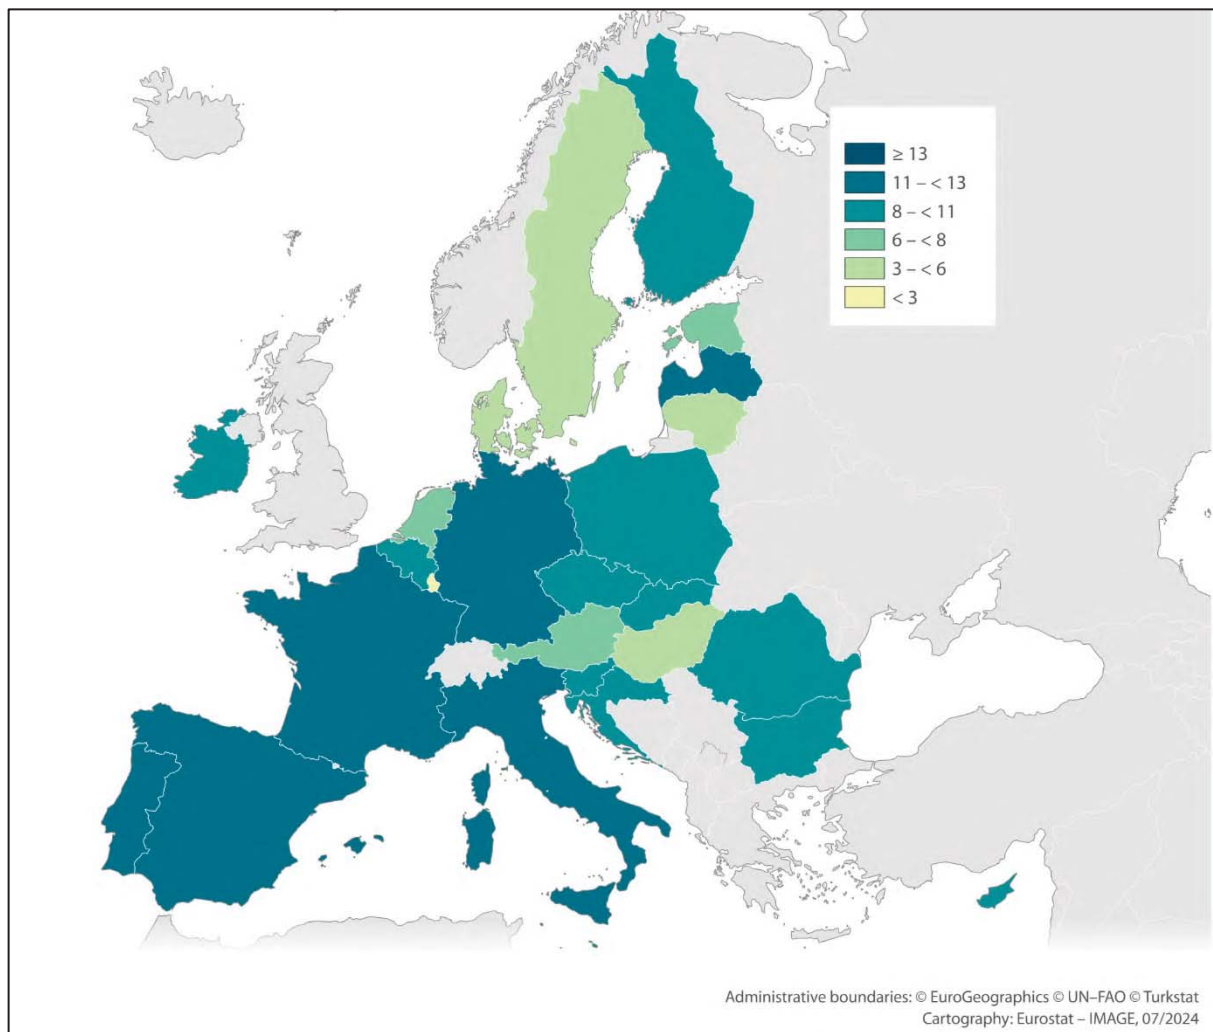 ≥ 13
11 – < 13
8 – < 11
6 – < 8
3 – < 6
< 3
Administrative boundaries: © EuroGeographics © UN–FAO © Turkstat
Cartography: Eurostat – IMAGE, 07/2024